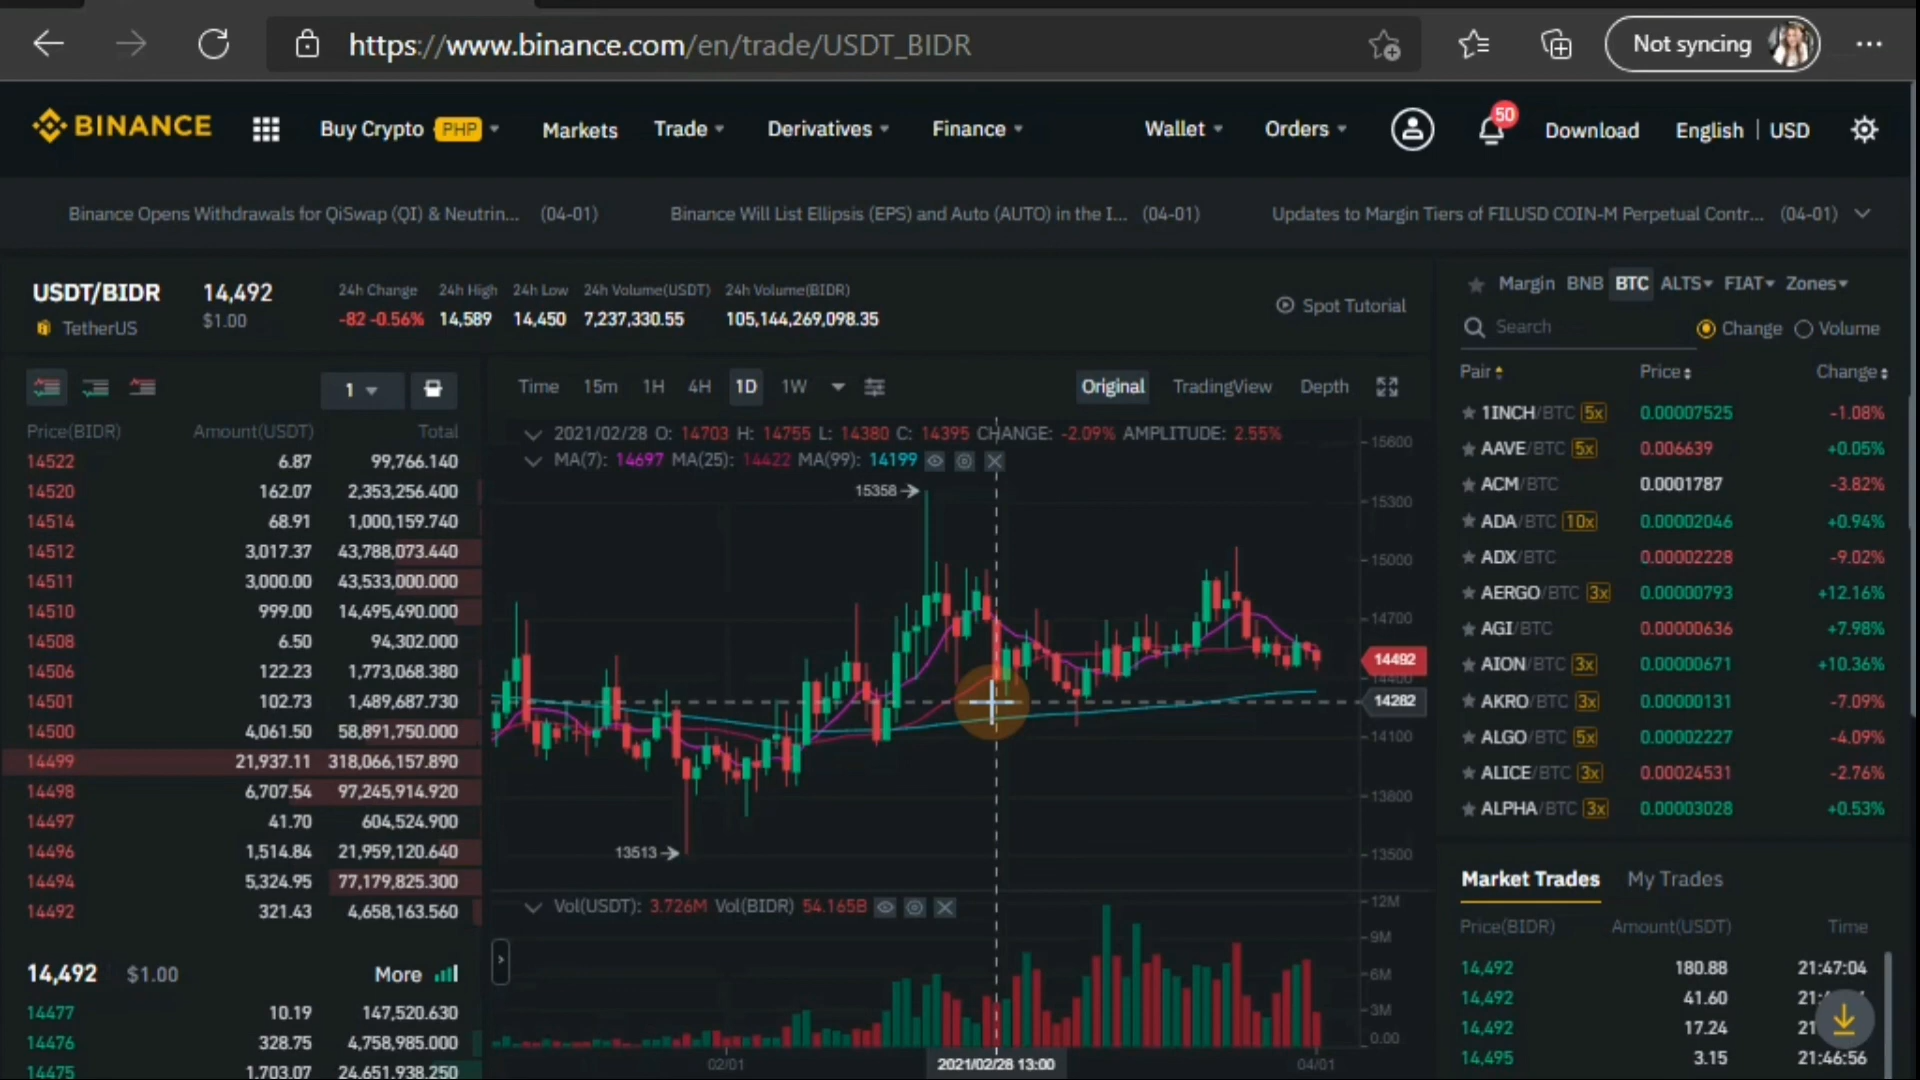 https://www.binance.com/en/trade/USDT_BIDR
Not syncing
BINANCE
Buy Crypto PHP
Markets
Trade
Derivatives
Finance
Wallet
Orders
50
Download
English | USD
Binance Opens Withdrawals for QiSwap (QI) & Neutrin... (04-01)
Binance Will List Ellipsis (EPS) and Auto (AUTO) in the I... (04-01)
Updates to Margin Tiers of FILUSD COIN-M Perpetual Contr... (04-01)
USDT/BIDR
TetherUS
14,492
$1.00
24h Change
-82 -0.56%
24h High
14,589
24h Low
14,450
24h Volume(USDT)
7,237,330.55
24h Volume(BIDR)
105,144,269,098.35
Spot Tutorial
1
Price(BIDR) Amount(USDT) Total
14522 6.87 99,766.140
14520 162.07 2,353,256.400
14514 68.91 1,000,159.740
14512 3,017.37 43,788,073.440
14511 3,000.00 43,533,000.000
14510 999.00 14,495,490.000
14508 6.50 94,302.000
14506 122.23 1,773,068.380
14501 102.73 1,489,687.730
14500 4,061.50 58,891,750.000
14499 21,937.11 318,066,157.890
14498 6,707.54 97,245,914.920
14497 41.70 604,524.900
14496 1,514.84 21,959,120.640
14494 5,324.95 77,179,825.300
14492 321.43 4,658,163.560
14,492 $1.00 More
14477 10.19 147,520.630
14476 328.75 4,758,985.000
14475 1,703.07 24,651,938.250
Time 15m 1H 4H 1D 1W
Original TradingView Depth
2021/02/28 O: 14703 H: 14755 L: 14380 C: 14395 CHANGE: -2.09% AMPLITUDE: 2.55%
MA(7): 14697 MA(25): 14422 MA(99): 14199
15358
13513
15600
15300
15000
14700
14492
14400
14282
14100
13800
13500
Vol(USDT): 3.726M Vol(BIDR) 54.165B
12M
9M
6M
3M
0.00
02/01
2021/02/28 13:00
04/01
Margin BNB BTC ALTS FIAT Zones
Search
Change Volume
Pair Price Change
1INCH/BTC 5x 0.00007525 -1.08%
AAVE/BTC 5x 0.006639 +0.05%
ACM/BTC 0.0001787 -3.82%
ADA/BTC 10x 0.00002046 +0.94%
ADX/BTC 0.00002228 -9.02%
AERGO/BTC 3x 0.00000793 +12.16%
AGI/BTC 0.00000636 +7.98%
AION/BTC 3x 0.00000671 +10.36%
AKRO/BTC 3x 0.00000131 -7.09%
ALGO/BTC 5x 0.00002227 -4.09%
ALICE/BTC 3x 0.00024531 -2.76%
ALPHA/BTC 3x 0.00003028 +0.53%
Market Trades My Trades
Price(BIDR) Amount(USDT) Time
14,492 180.88 21:47:04
14,492 41.60
14,492 17.24
14,495 3.15 21:46:56